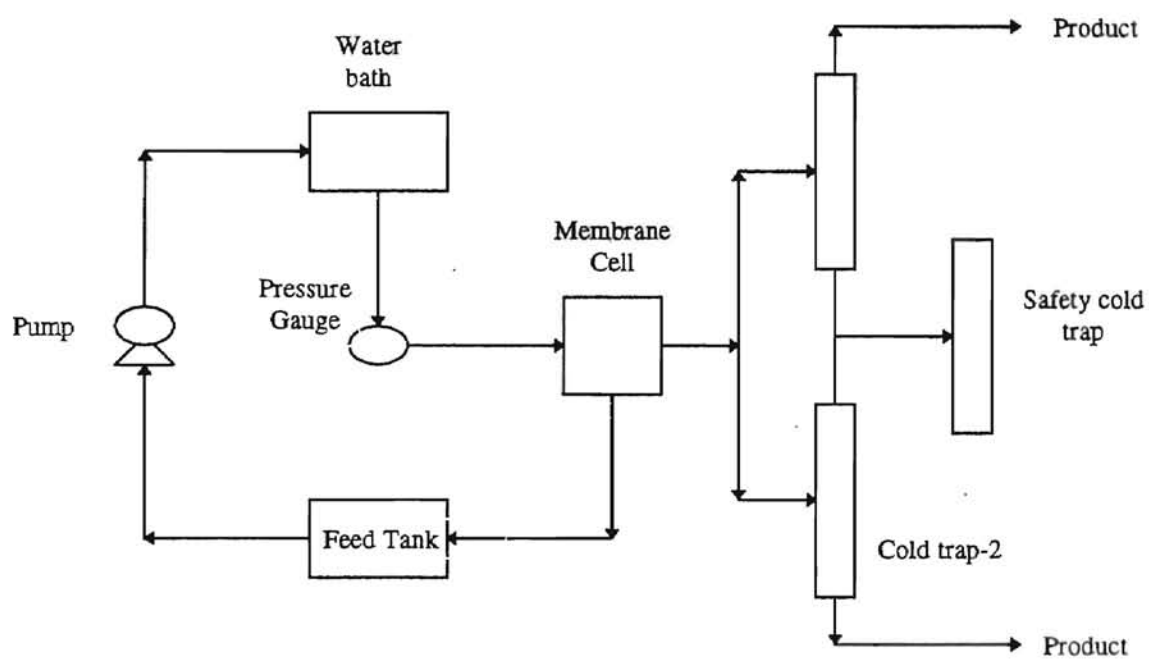 Product
Water
bath
Membrane
Cell
Pressure
Gauge
Safety cold
trap
Pump
Feed Tank
Cold trap-2
Product